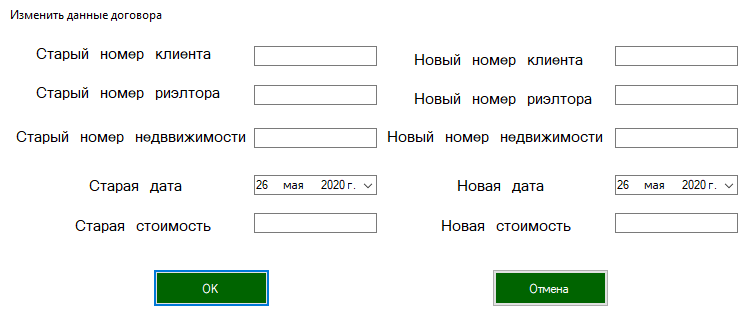 Изменить данные договора
Старый номер клиента
Новый номер клиента
Старый номер риэлтора
Новый номер риэлтора
Старый номер недввижимости
Новый номер недвижимости
Старая дата 26 мая 2020 г.
Новая дата 26 мая 2020 г.
Старая стоимость
Новая стоимость
OK
Отмена